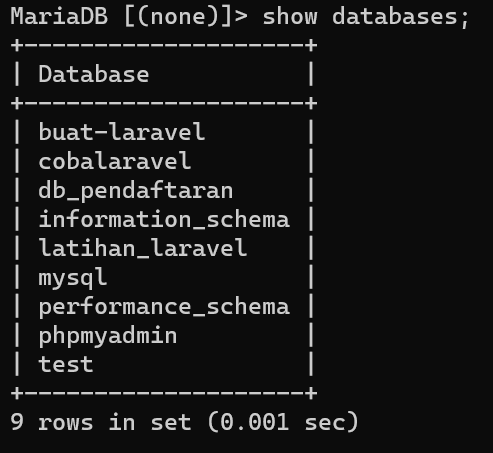 MariaDB [(none)]> show databases;
+--------------------+
| Database           |
+--------------------+
| buat-laravel       |
| cobalaravel        |
| db_pendaftaran     |
| information_schema |
| latihan_laravel    |
| mysql              |
| performance_schema |
| phpmyadmin         |
| test               |
+--------------------+
9 rows in set (0.001 sec)